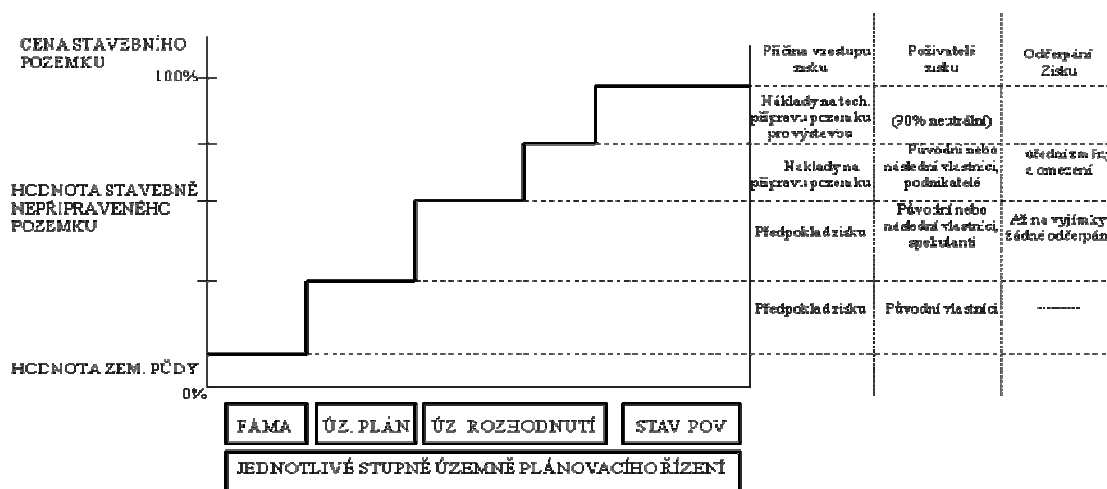 CENA STAVEBNÍHO
POZEMKU
100%
HODNOTA STAVEBNĚ
NEPŘIPRAVENÉHO
POZEMKU
HODNOTA ZEM. PŮDY
0%
Příčina vzestupu
zisku
Poživatelé
zisku
Odčerpání
Zisku
Náklady na tech.
přípravu pozemku
pro výstavbu
neutrální)
Náklady na
přípravu pozemku
Původní nebo
následní vlastníci,
podnikatelé
a omezení
Předpoklad zisku
Původní nebo
následní vlastníci,
spekulanti
Až na vyjímky
žádné odčerpán
Předpoklad zisku
Původní vlastníci
--------
FÁMA
ÚZ. PLÁN
ÚZ ROZHODNUTÍ
STAV POV
JEDNOTLIVÉ STUPNĚ ÚZEMNĚ PLÁNOVACÍHO ŘÍZENÍ